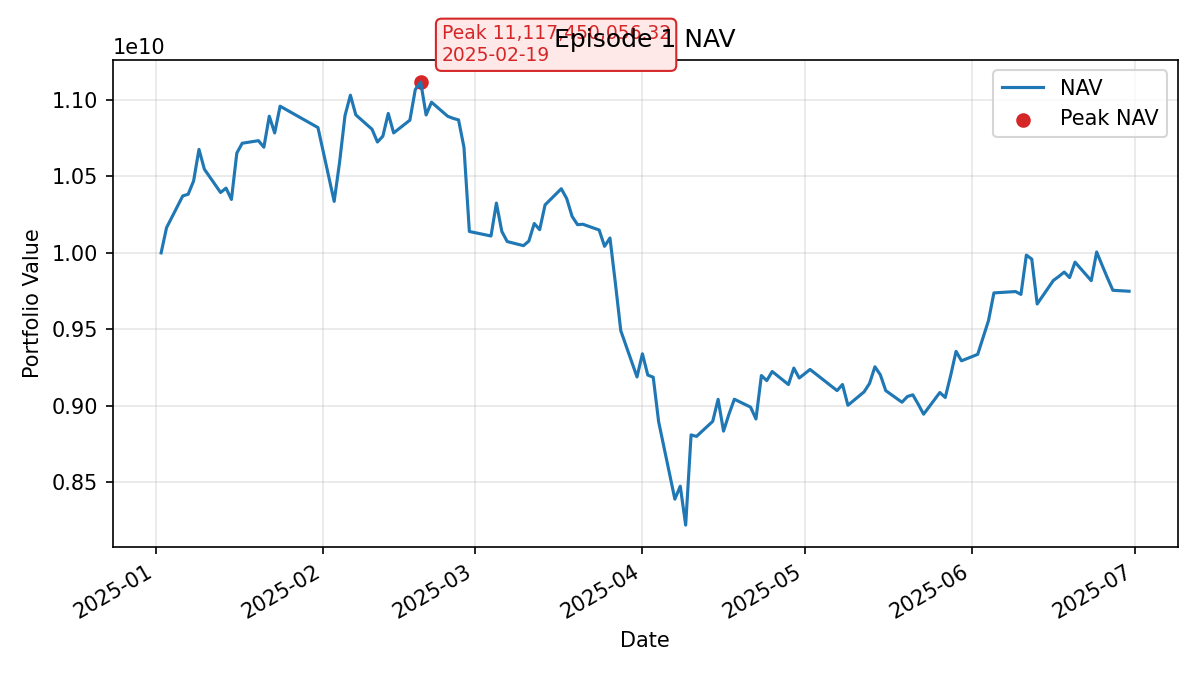 Peak 11,117,450,056.32
2025-02-19
Episode 1 NAV
1e10
NAV
Peak NAV
1.10
1.05
1.00
0.95
0.90
0.85
Portfolio Value
2025-01
2025-02
2025-03
2025-04
2025-05
2025-06
2025-07
Date